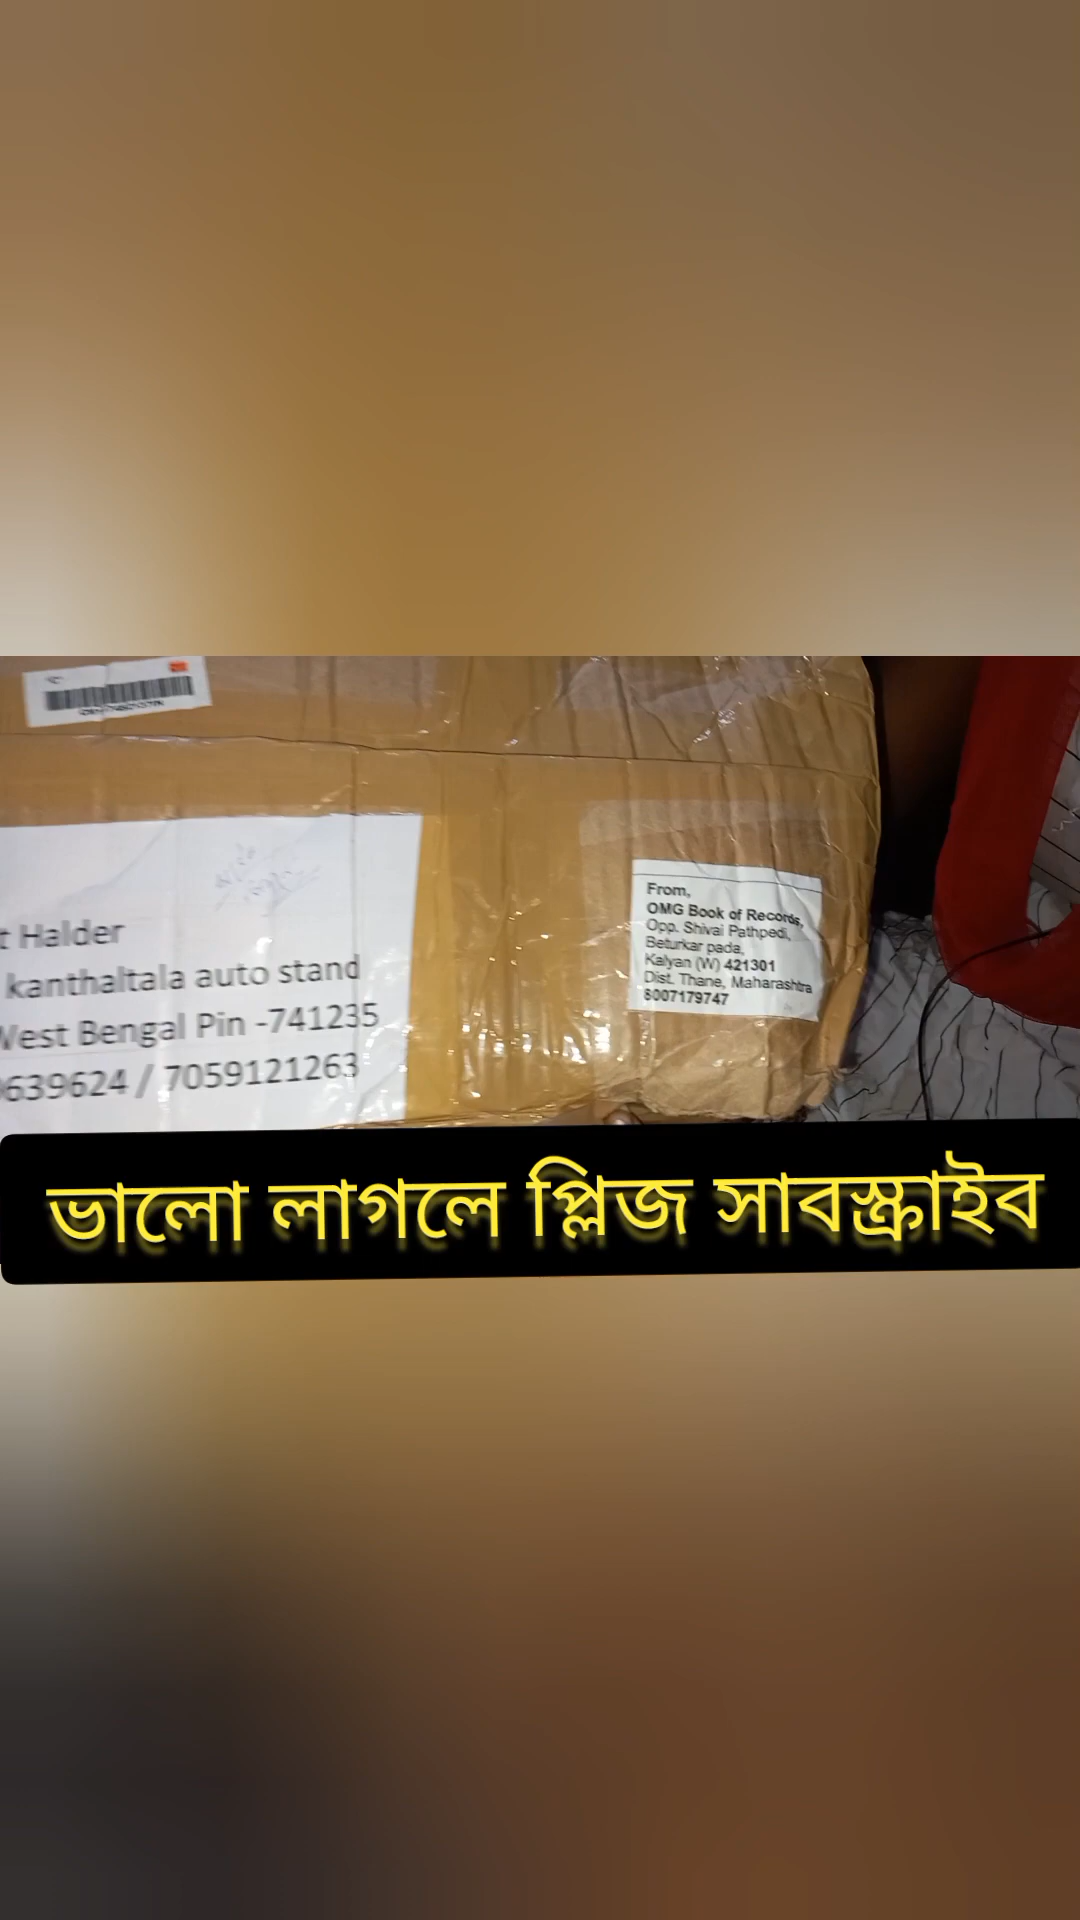 t Halder
kanthaltala auto stand
West Bengal Pin -741235
639624 / 7059121263
From,
OMG Book of Records,
Opp. Shivai Pathpedi,
Beturkar pada,
Kalyan (W) 421301
Dist. Thane, Maharashtra
8007179747
ভালো লাগলে প্লিজ সাবস্ক্রাইব